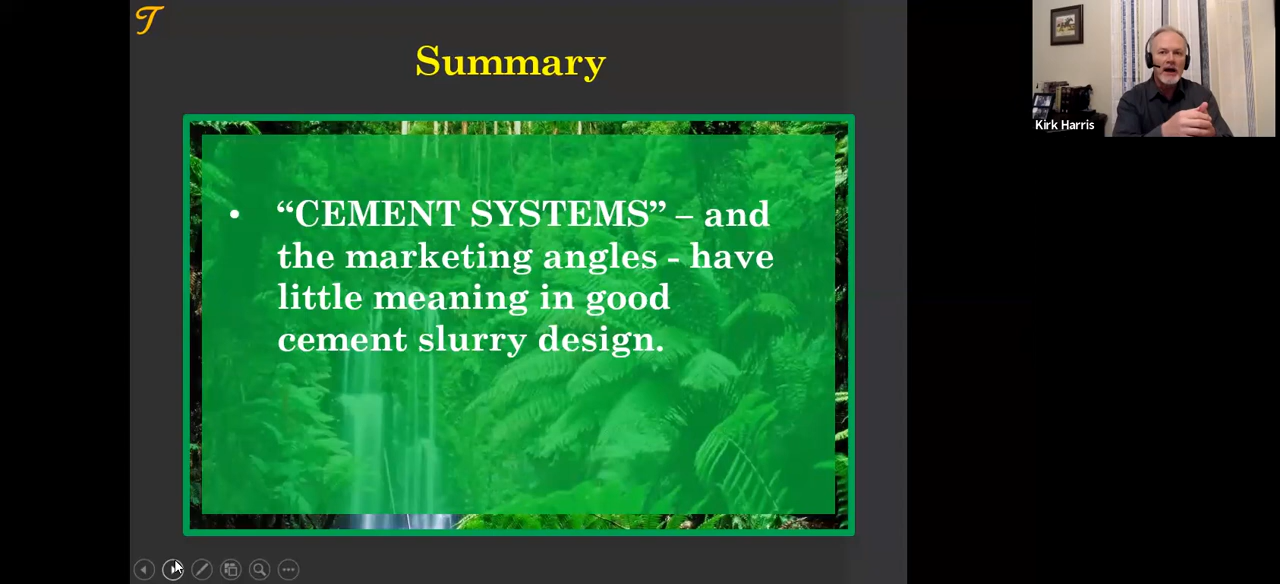 T
Summary
• “CEMENT SYSTEMS” – and
the marketing angles - have
little meaning in good
cement slurry design.
Kirk Harris